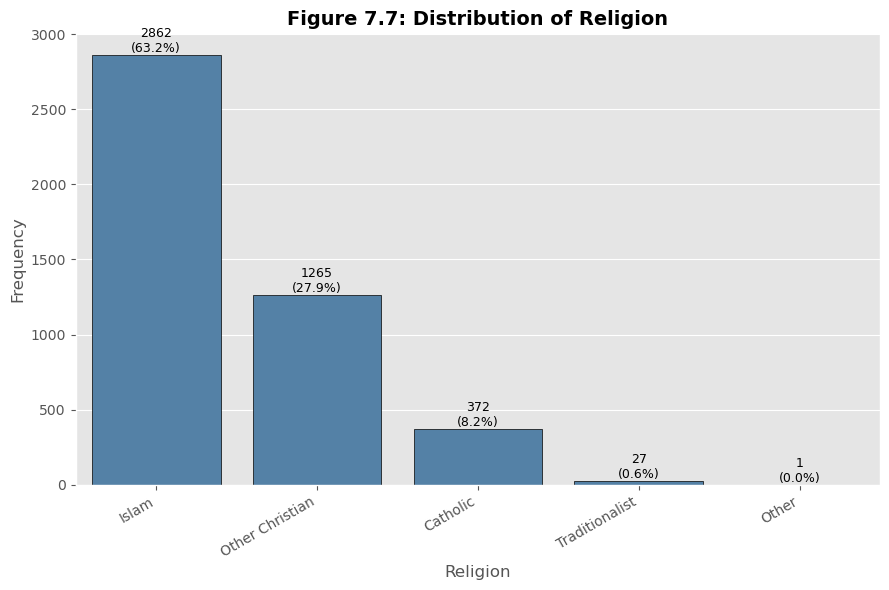 Figure 7.7: Distribution of Religion
Frequency
3000
2500
2000
1500
1000
500
0
2862
(63.2%)
1265
(27.9%)
372
(8.2%)
27
(0.6%)
1
(0.0%)
Islam
Other Christian
Catholic
Traditionalist
Other
Religion